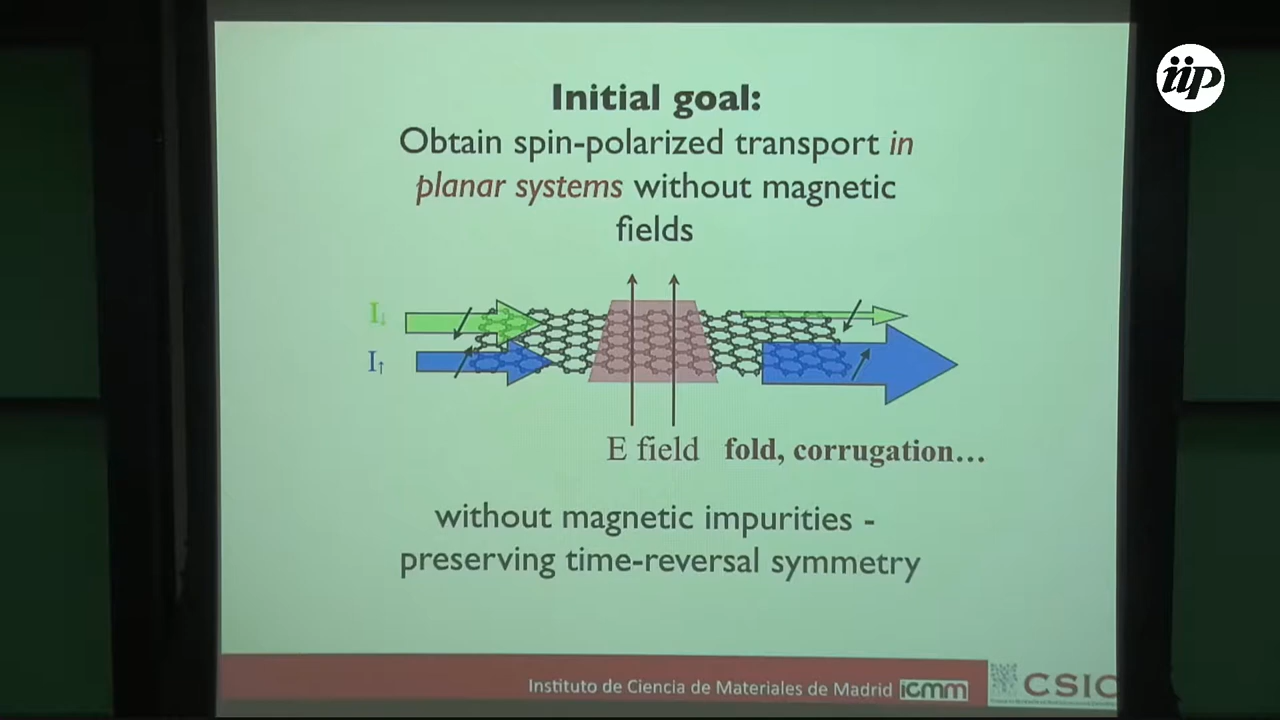 iip
Initial goal:
Obtain spin-polarized transport in
planar systems without magnetic
fields
I↓
I↑
E field fold, corrugation...
without magnetic impurities -
preserving time-reversal symmetry
Instituto de Ciencia de Materiales de Madrid icmm
CSIC